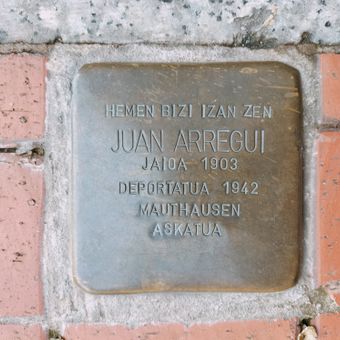 HEMEN BIZI IZAN ZEN
JUAN ARREGUI
JAIOA 1903
DEPORTATUA 1942
MAUTHAUSEN
ASKATUA